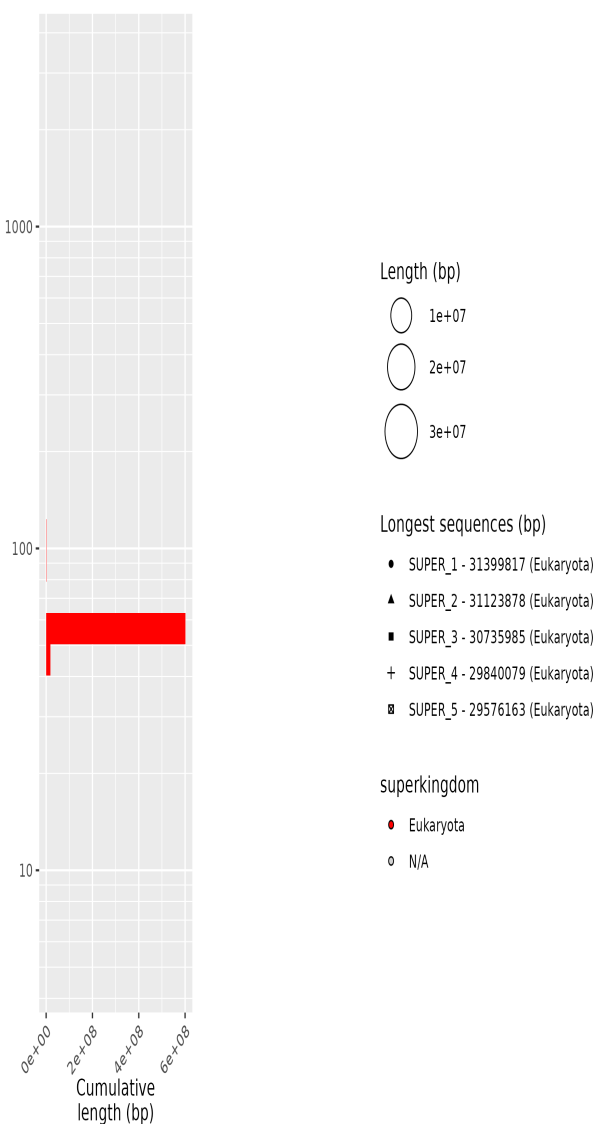 1000
100
10
0e+00
2e+08
4e+08
6e+08
Cumulative
length (bp)
Length (bp)
1e+07
2e+07
3e+07
Longest sequences (bp)
SUPER_1 - 31399817 (Eukaryota)
SUPER_2 - 31123878 (Eukaryota)
SUPER_3 - 30735985 (Eukaryota)
SUPER_4 - 29840079 (Eukaryota)
SUPER_5 - 29576163 (Eukaryota)
superkingdom
Eukaryota
N/A